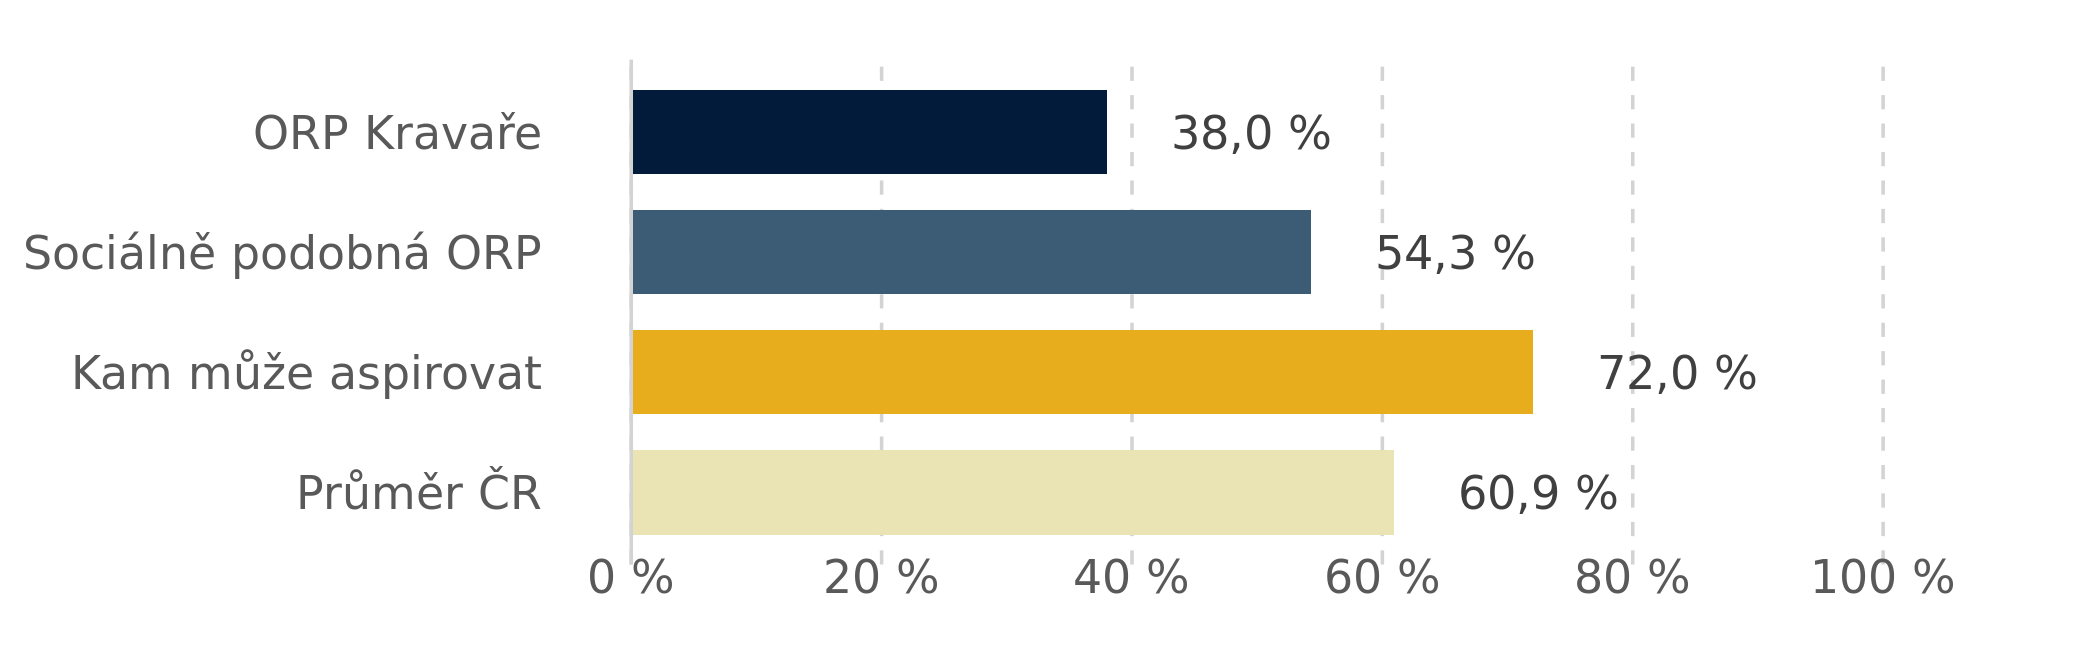 ORP Kravaře 38,0 %
Sociálně podobná ORP 54,3 %
Kam může aspirovat 72,0 %
Průměr ČR 60,9 %
0 % 20 % 40 % 60 % 80 % 100 %